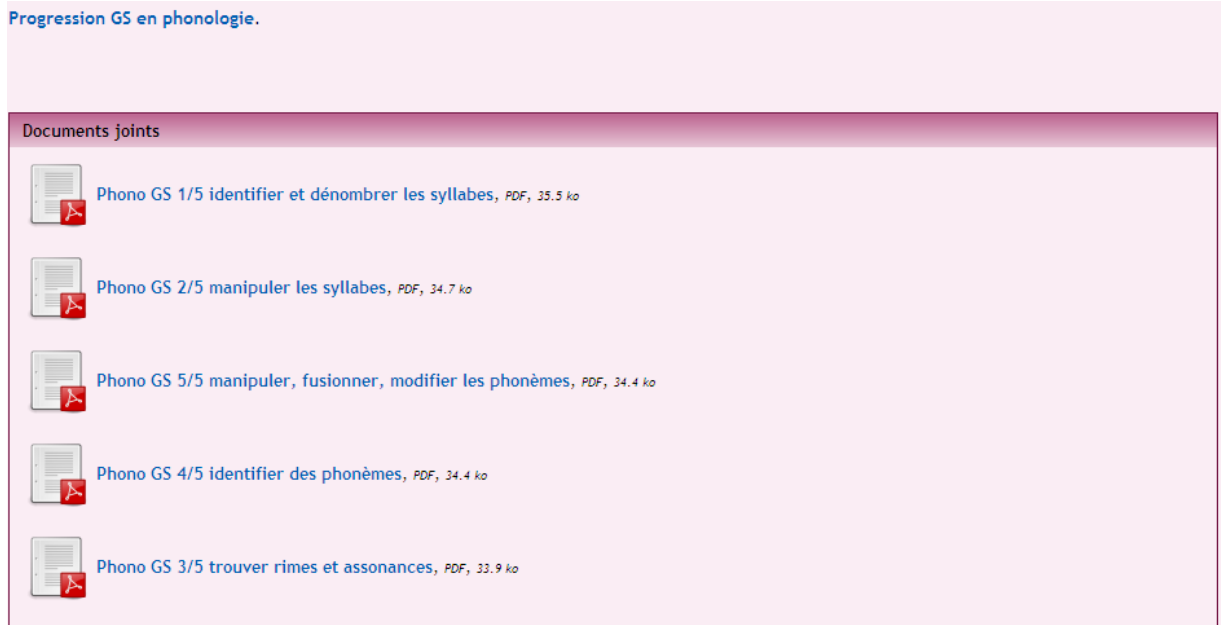 Progression GS en phonologie.
Documents joints
Phono GS 1/5 identifier et dénombrer les syllabes, PDF, 35.5 ko
Phono GS 2/5 manipuler les syllabes, PDF, 34.7 ko
Phono GS 5/5 manipuler, fusionner, modifier les phonèmes, PDF, 34.4 ko
Phono GS 4/5 identifier des phonèmes, PDF, 34.4 ko
Phono GS 3/5 trouver rimes et assonances, PDF, 33.9 ko